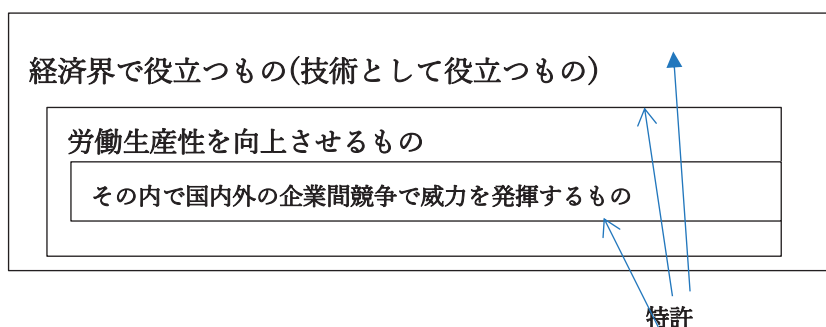 経済界で役立つもの(技術として役立つもの)
労働生産性を向上させるもの
その内で国内外の企業間競争で威力を発揮するもの
特許